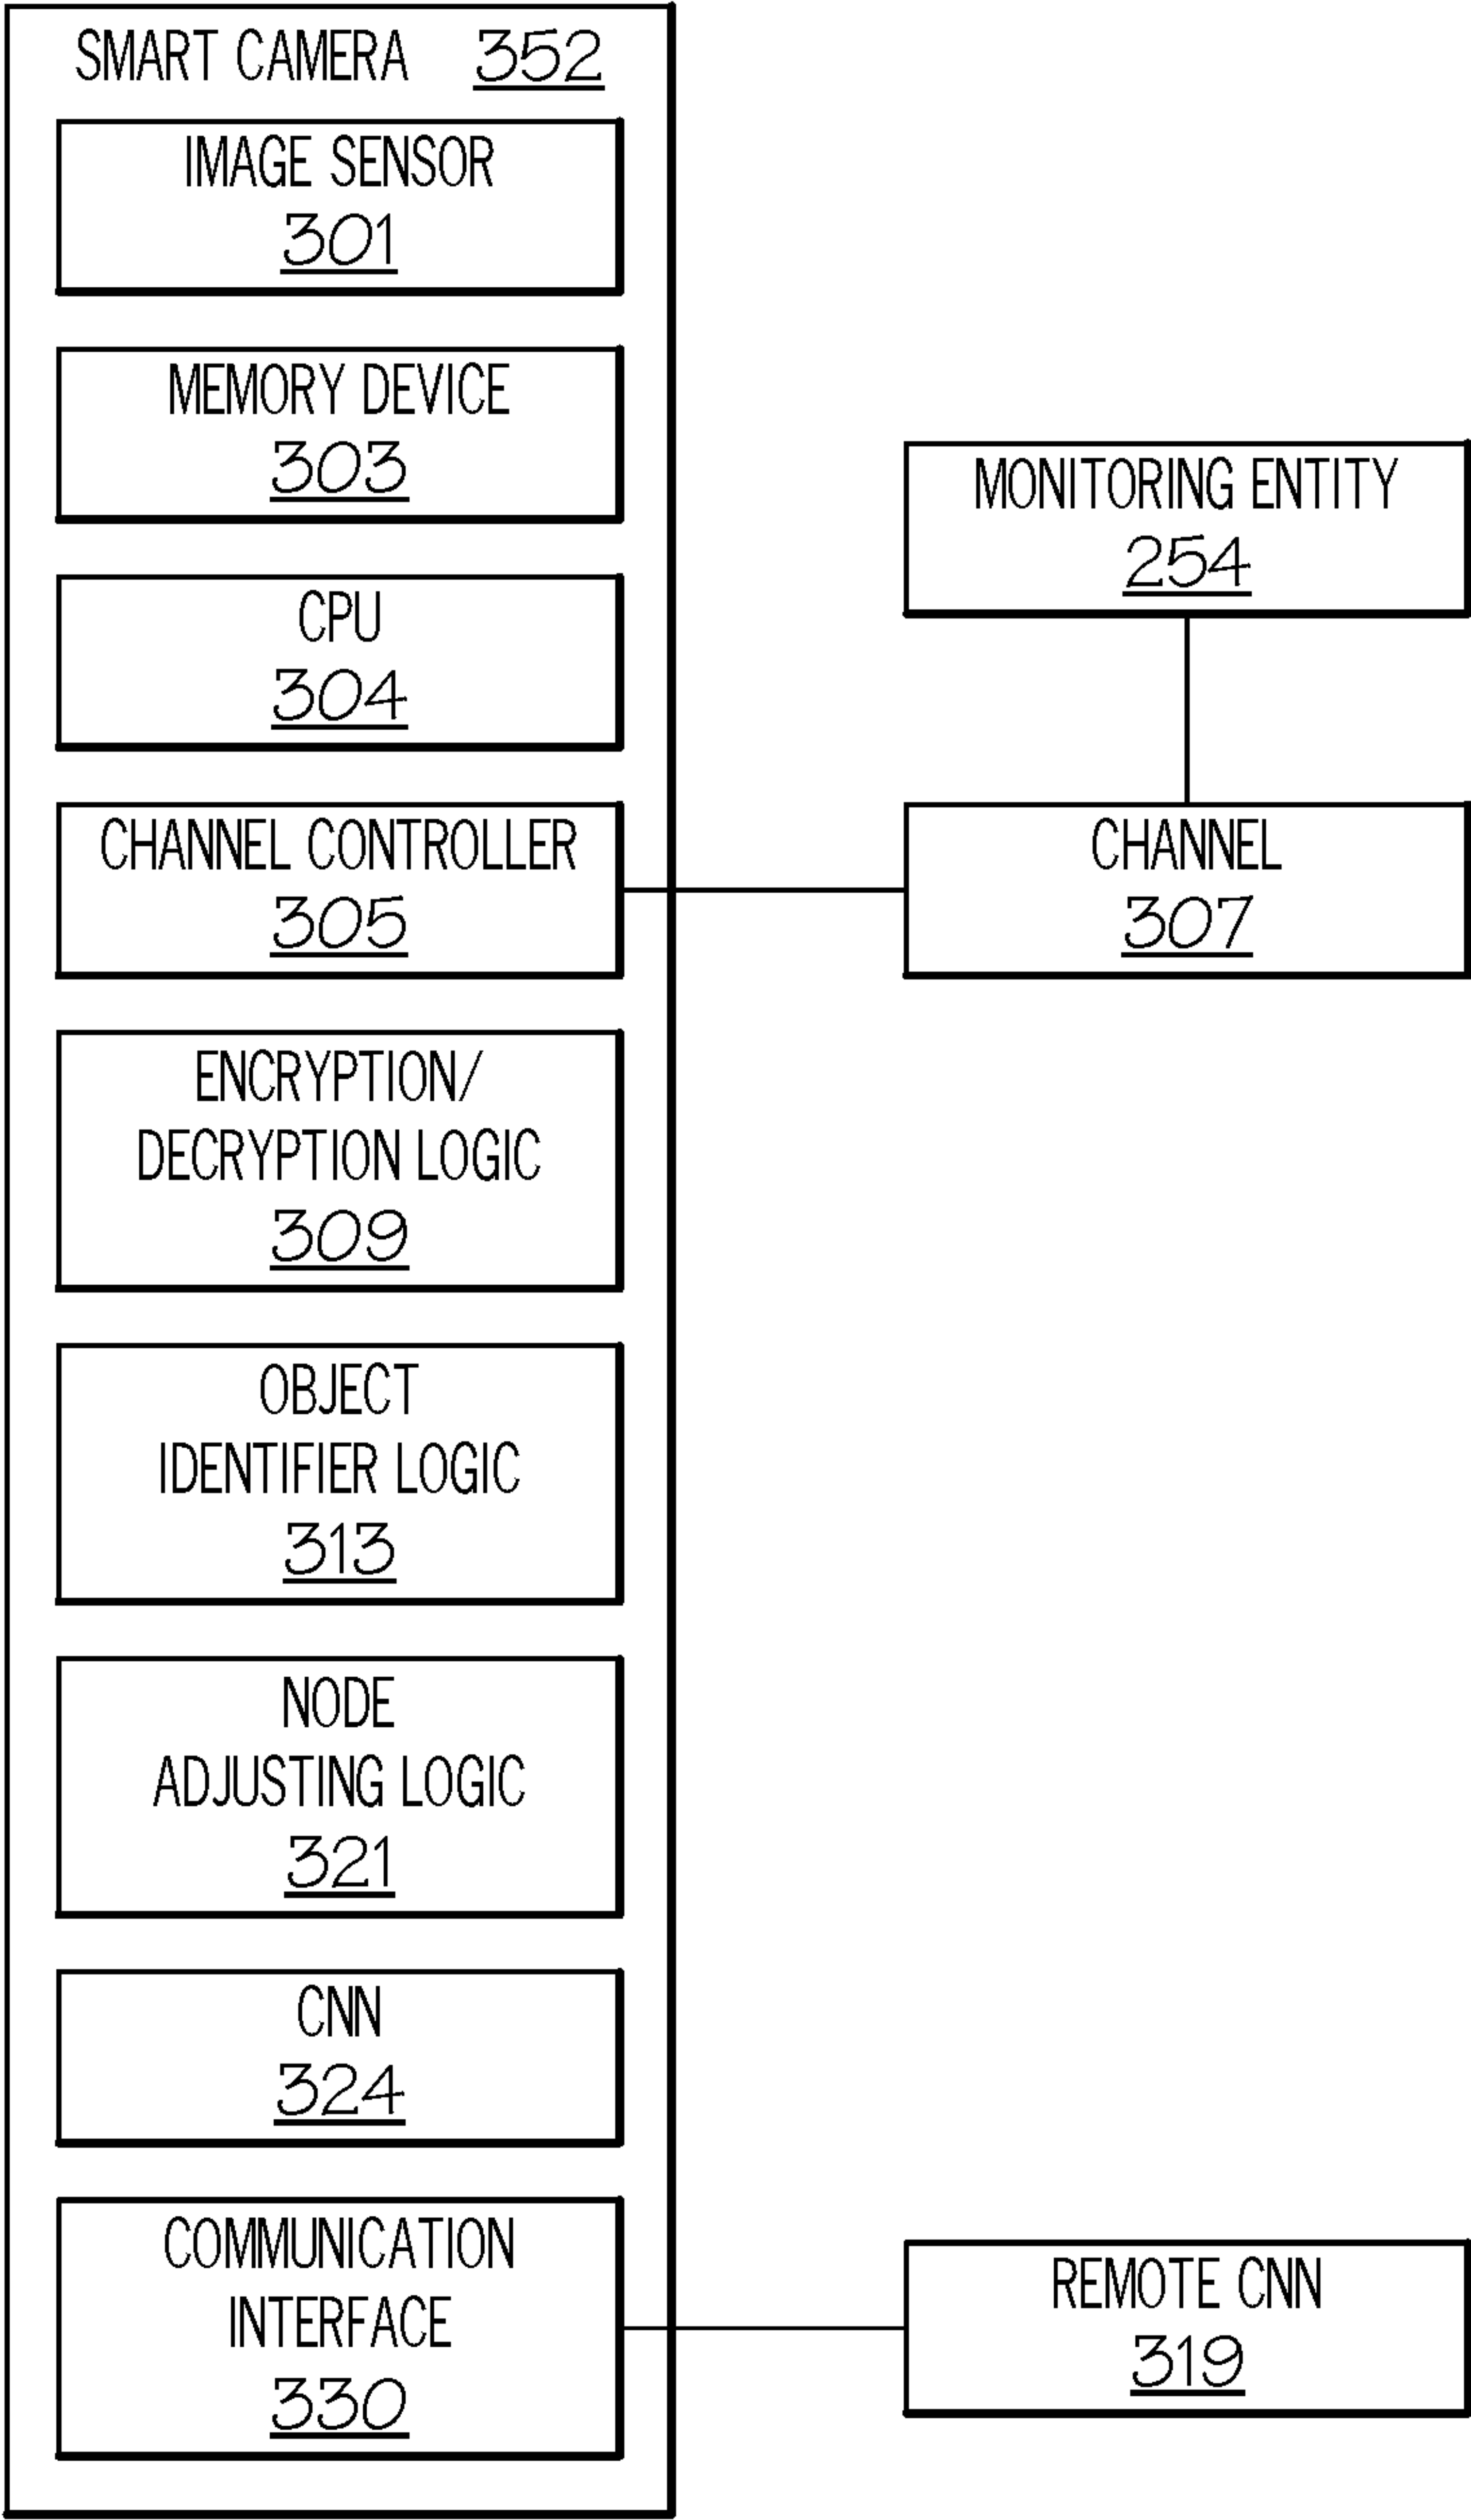 SMART CAMERA 352
IMAGE SENSOR
301
MEMORY DEVICE
303
CPU
304
CHANNEL CONTROLLER
305
ENCRYPTION/
DECRYPTION LOGIC
309
OBJECT
IDENTIFIER LOGIC
313
NODE
ADJUSTING LOGIC
321
CNN
324
COMMUNICATION
INTERFACE
330
MONITORING ENTITY
254
CHANNEL
307
REMOTE CNN
319